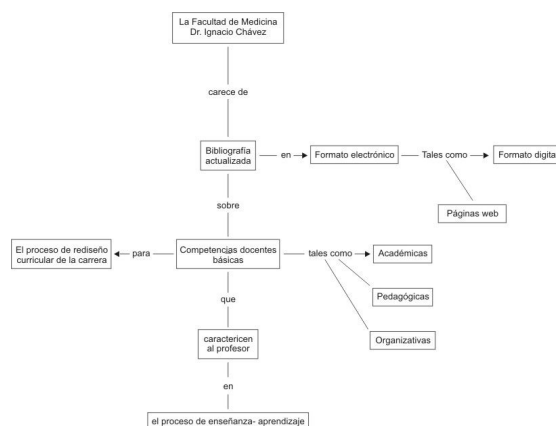 La Facultad de Medicina
Dr. Ignacio Chávez
carece de
Bibliografía
actualizada
en
Formato electrónico
Tales como
Formato digita
Páginas web
sobre
El proceso de rediseño
curricular de la carrera
para
Competencias docentes
básicas
tales como
Académicas
Pedagógicas
Organizativas
que
caractericen
al profesor
en
el proceso de enseñanza- aprendizaje